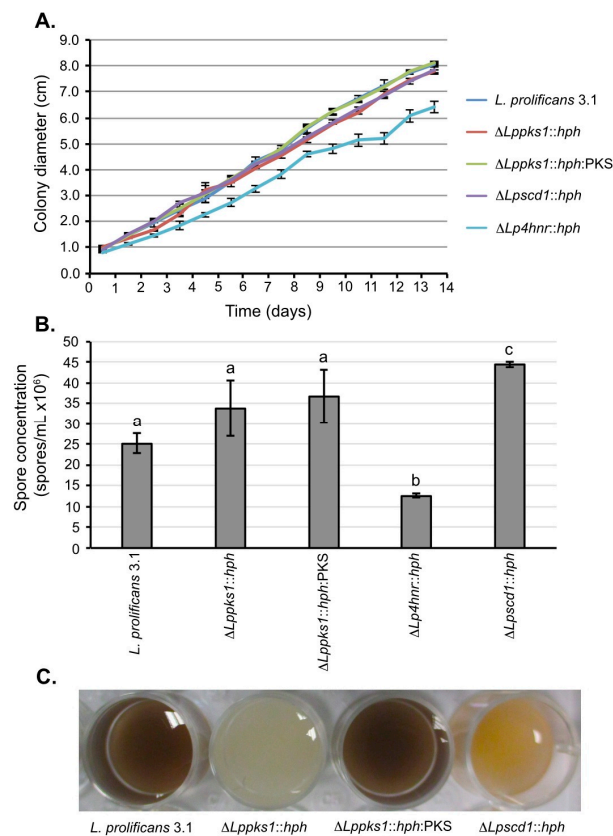 A.
9.0
8.0
7.0
6.0
5.0
4.0
3.0
2.0
1.0
0.0
Colony diameter (cm)
0 1 2 3 4 5 6 7 8 9 10 11 12 13 14
Time (days)
L. prolificans 3.1
ΔLppks1::hph
ΔLppks1::hph:PKS
ΔLpscd1::hph
ΔLp4hnr::hph
B.
50
45
40
35
30
25
20
15
10
5
0
Spore concentration
(spores/mL x10⁶)
a
a
a
b
c
L. prolificans 3.1
ΔLppks1::hph
ΔLppks1::hph:PKS
ΔLp4hnr::hph
ΔLpscd1::hph
C.
L. prolificans 3.1 ΔLppks1::hph ΔLppks1::hph:PKS ΔLpscd1::hph